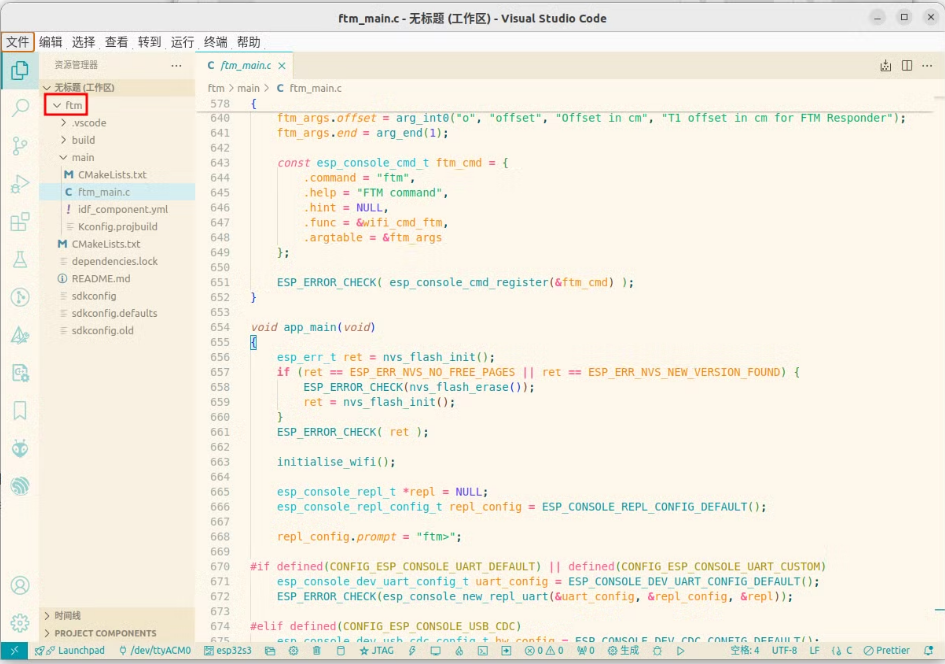 ftm_main.c - 无标题 (工作区) - Visual Studio Code
文件 编辑 选择 查看 转到 运行 终端 帮助
资源管理器 ···
无标题 (工作区)
ftm
.vscode
build
main
M CMakeLists.txt
C ftm_main.c
! idf_component.yml
Kconfig.projbuild
M CMakeLists.txt
dependencies.lock
README.md
sdkconfig
sdkconfig.defaults
sdkconfig.old
时间线
PROJECT COMPONENTS
C ftm_main.c ×
ftm > main > C ftm_main.c
578 {
640 ftm_args.offset = arg_int0("o", "offset", "Offset in cm", "T1 offset in cm for FTM Responder");
641 ftm_args.end = arg_end(1);
642
643 const esp_console_cmd_t ftm_cmd = {
644 .command = "ftm",
645 .help = "FTM command",
646 .hint = NULL,
647 .func = &wifi_cmd_ftm,
648 .argtable = &ftm_args
649 };
650
651 ESP_ERROR_CHECK( esp_console_cmd_register(&ftm_cmd) );
652 }
653
654 void app_main(void)
655 {
656 esp_err_t ret = nvs_flash_init();
657 if (ret == ESP_ERR_NVS_NO_FREE_PAGES || ret == ESP_ERR_NVS_NEW_VERSION_FOUND) {
658 ESP_ERROR_CHECK(nvs_flash_erase());
659 ret = nvs_flash_init();
660 }
661 ESP_ERROR_CHECK( ret );
662
663 initialise_wifi();
664
665 esp_console_repl_t *repl = NULL;
666 esp_console_repl_config_t repl_config = ESP_CONSOLE_REPL_CONFIG_DEFAULT();
667
668 repl_config.prompt = "ftm>";
669
670 #if defined(CONFIG_ESP_CONSOLE_UART_DEFAULT) || defined(CONFIG_ESP_CONSOLE_UART_CUSTOM)
671 esp_console_dev_uart_config_t uart_config = ESP_CONSOLE_DEV_UART_CONFIG_DEFAULT();
672 ESP_ERROR_CHECK(esp_console_new_repl_uart(&uart_config, &repl_config, &repl));
673
674 #elif defined(CONFIG_ESP_CONSOLE_USB_CDC)
675 esp_console_dev_usb_cdc_config_t hw_config = ESP_CONSOLE_DEV_CDC_CONFIG_DEFAULT();
Launchpad /dev/ttyACM0 esp32s3 JTAG 0 0 0 生成 空格: 4 UTF-8 LF {} C Prettier